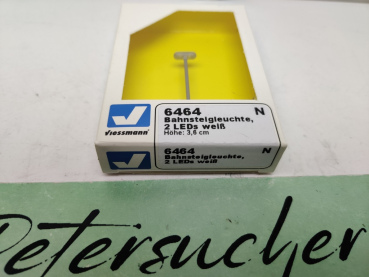 6464 N
Bahnsteigleuchte,
2 LEDs weiß
Höhe: 3,6 cm
viessmann
6464 N
Bahnsteigleuchte,
2 LEDs weiß
Petersucher